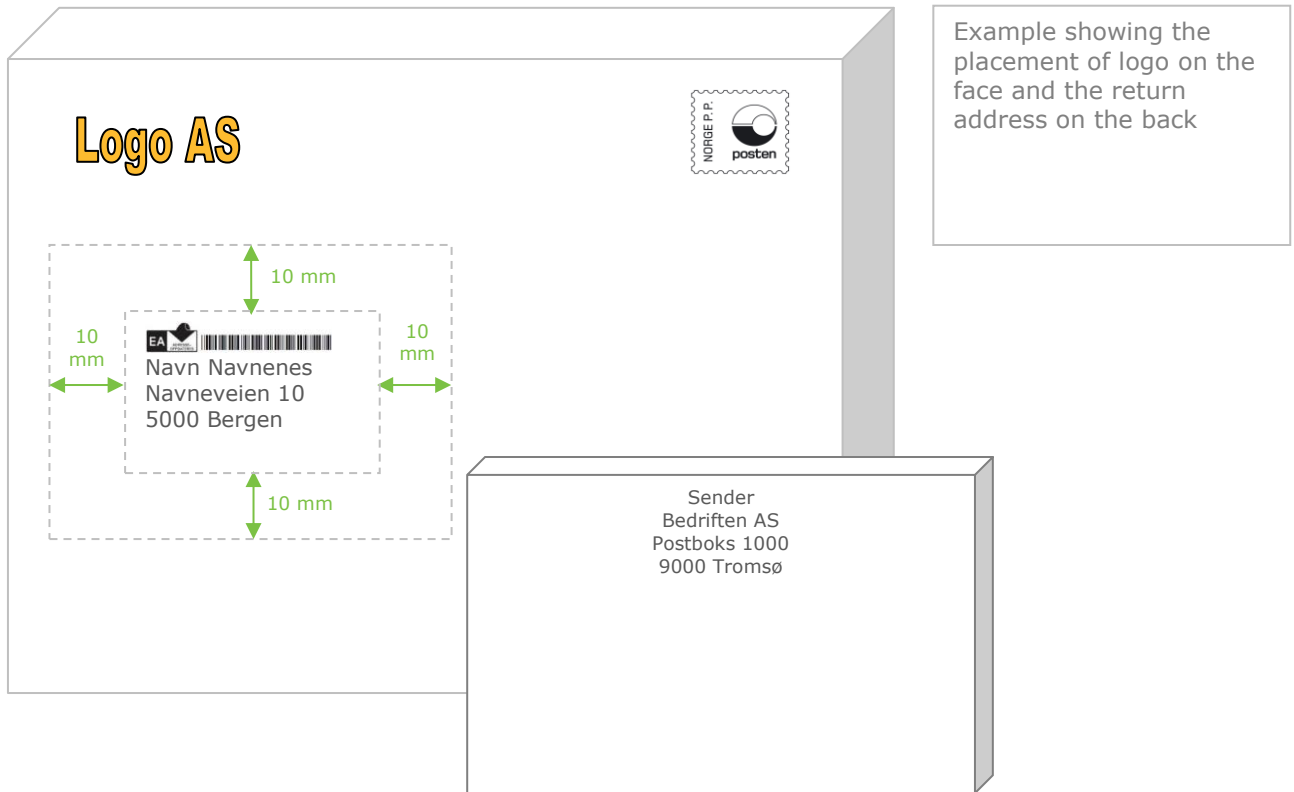 Example showing the
placement of logo on the
face and the return
address on the back
Logo AS
NORGE P.P.
posten
10 mm
10
mm
10
mm
EA
Navn Navnenes
Navneveien 10
5000 Bergen
10 mm
Sender
Bedriften AS
Postboks 1000
9000 Tromsø